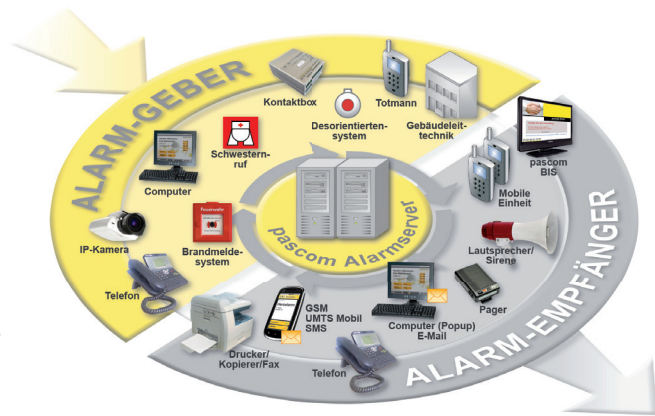 ALARM-GEBER
Kontaktbox
Totmann
Desorientierten-
system
Gebäudeleit-
technik
Schwestern-
ruf
Computer
pascom
BIS
Mobile
Einheit
IP-Kamera
Brandmelde-
system
Feuerwehr
pascom Alarmserver
Lautsprecher/
Sirene
Telefon
Pager
GSM
UMTS Mobil
SMS
Computer (Popup)
E-Mail
Drucker/
Kopierer/Fax
Telefon
ALARM-EMPFÄNGER